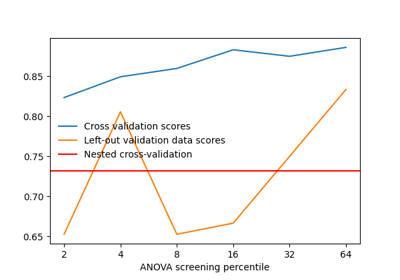 0.85
0.80
Cross validation scores
Left-out validation data scores
0.75
Nested cross-validation
0.70
0.65
2 4 8 16 32 64
ANOVA screening percentile